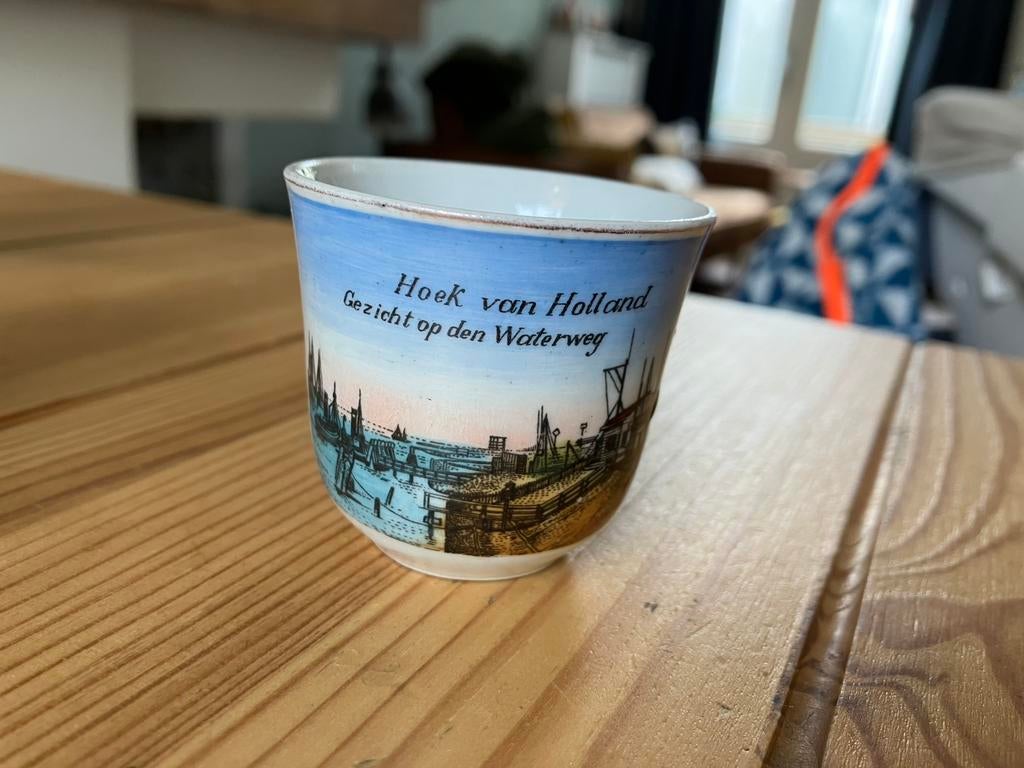 Hoek van Holland
Gezicht op den Waterweg